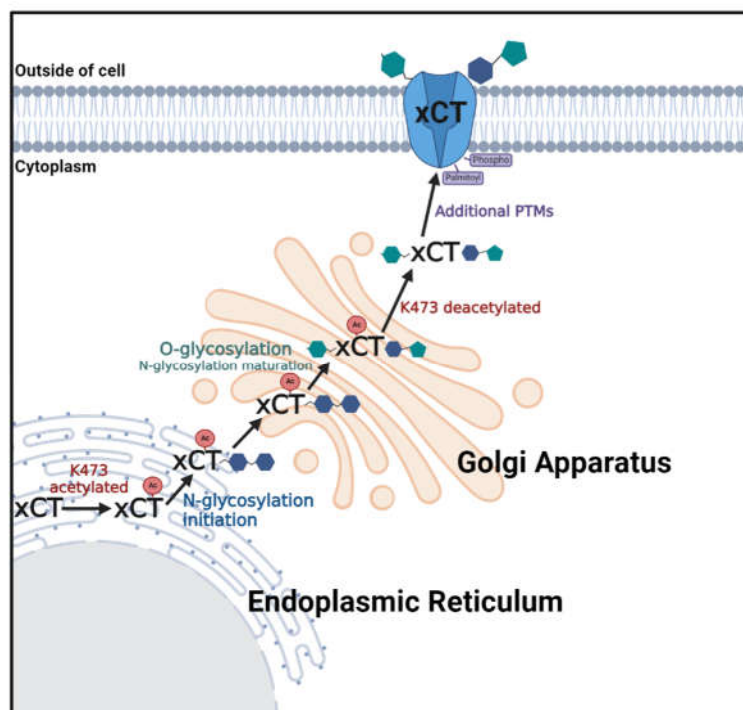 Outside of cell
xCT
Cytoplasm
Phospho
Palmitoyl
Additional PTMs
xCT
K473 deacetylated
Ac
xCT
O-glycosylation
N-glycosylation maturation
Ac
xCT
Golgi Apparatus
Ac
xCT
K473
acetylated
Ac
xCT
xCT
N-glycosylation
initiation
Endoplasmic Reticulum